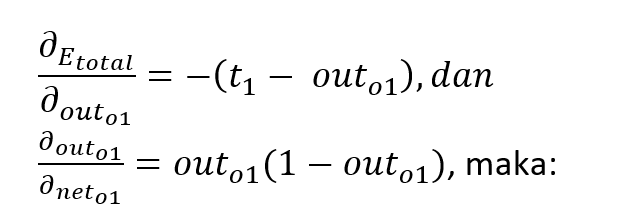 ∂E_total/∂out_o1 = −(t_1 − out_o1), dan
∂out_o1/∂net_o1 = out_o1(1 − out_o1), maka: